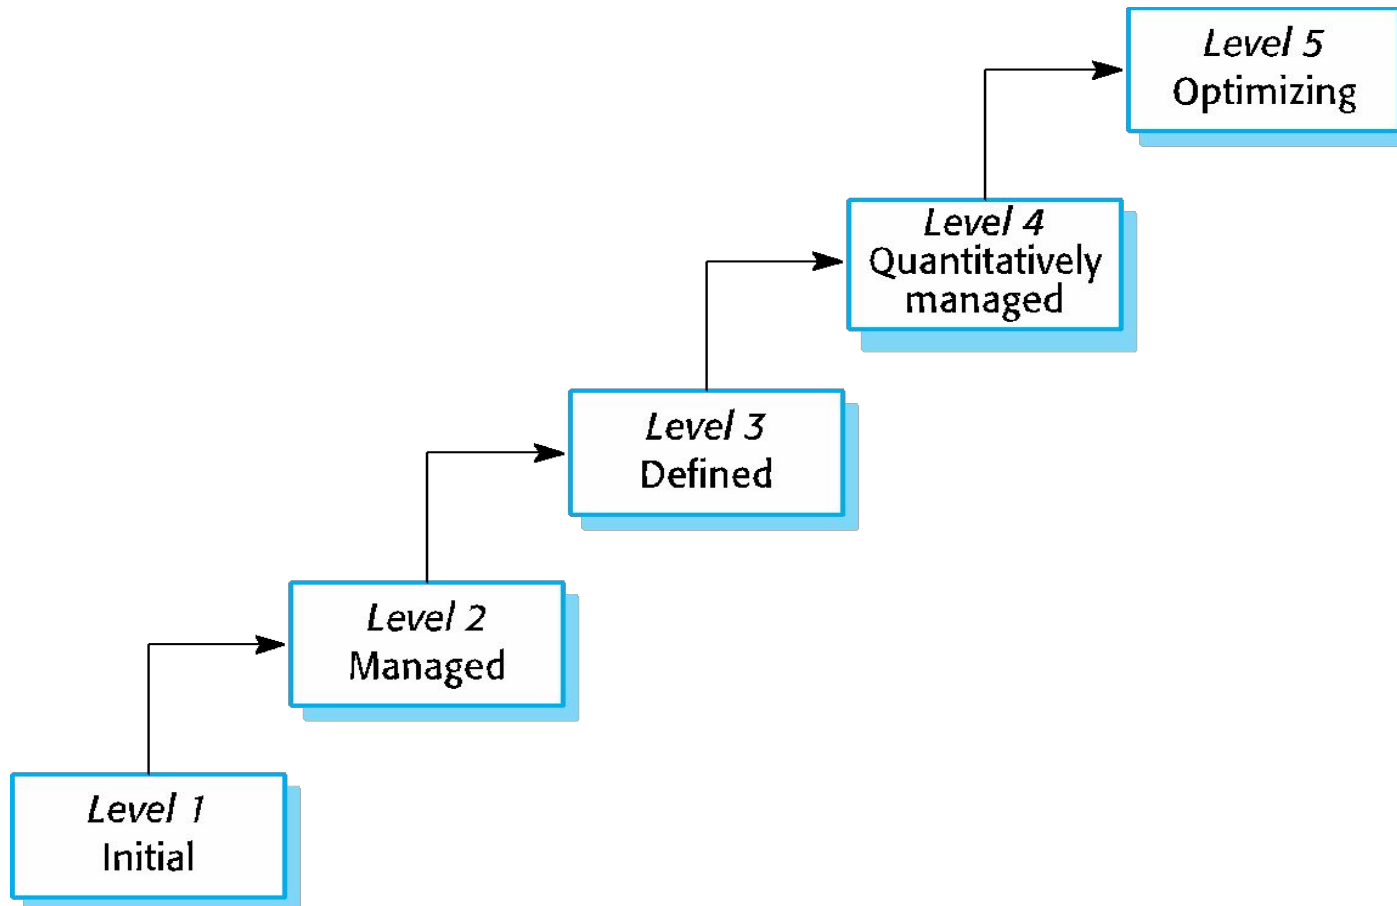 Level 5
Optimizing
Level 4
Quantitatively
managed
Level 3
Defined
Level 2
Managed
Level 1
Initial